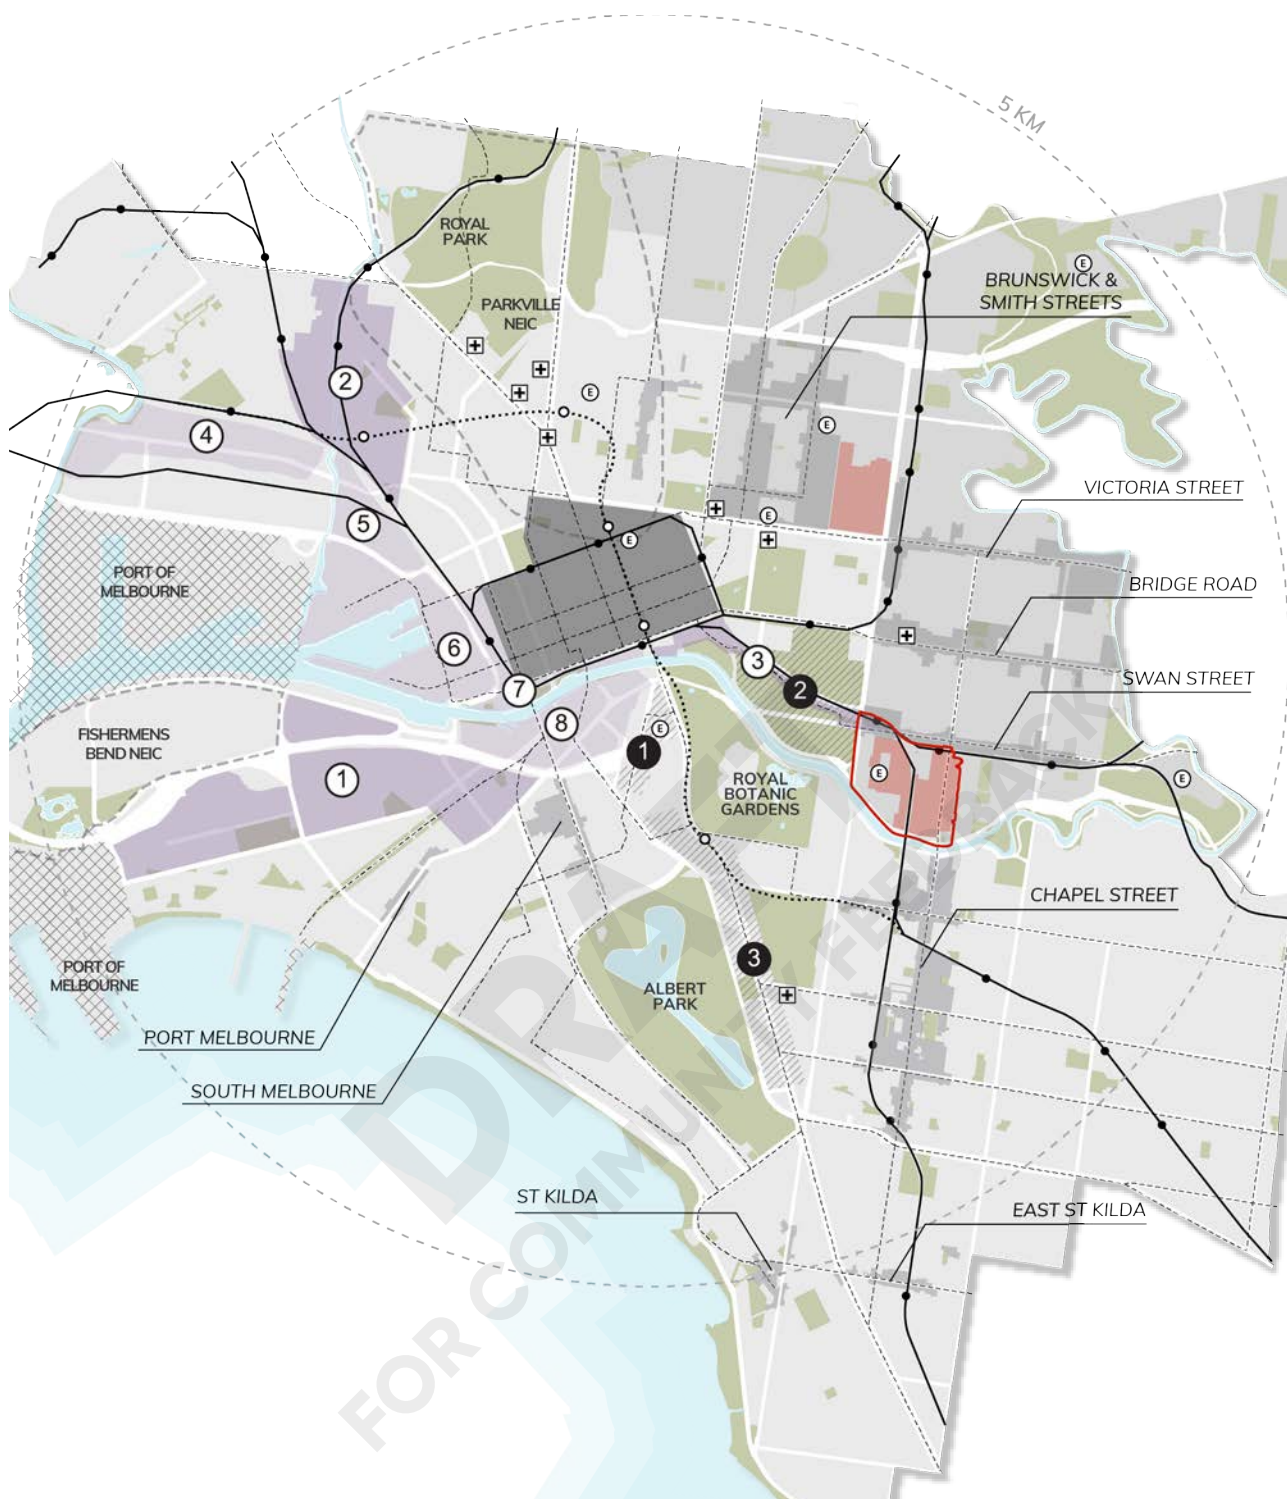 5 KM
ROYAL
PARK
E
BRUNSWICK &
SMITH STREETS
PARKVILLE
NEIC
2
E
4
E
VICTORIA STREET
5
E
E
PORT OF
MELBOURNE
BRIDGE ROAD
6
3
SWAN STREET
7
2
8
E
FISHERMENS
BEND NEIC
1
1
ROYAL
BOTANIC
GARDENS
E
E
CHAPEL STREET
3
PORT OF
MELBOURNE
ALBERT
PARK
PORT MELBOURNE
SOUTH MELBOURNE
ST KILDA
EAST ST KILDA
DRAFT
FOR COMMUNITY FEEDBACK